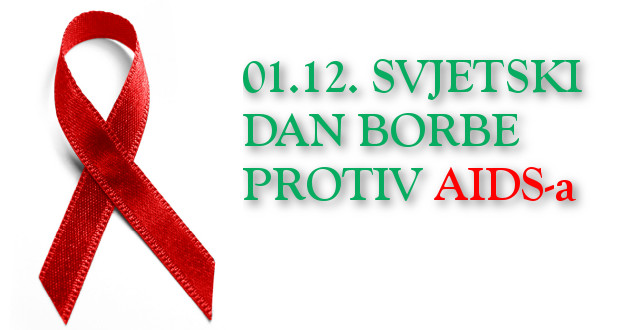 01.12. SVJETSKI
DAN BORBE
PROTIV AIDS-a